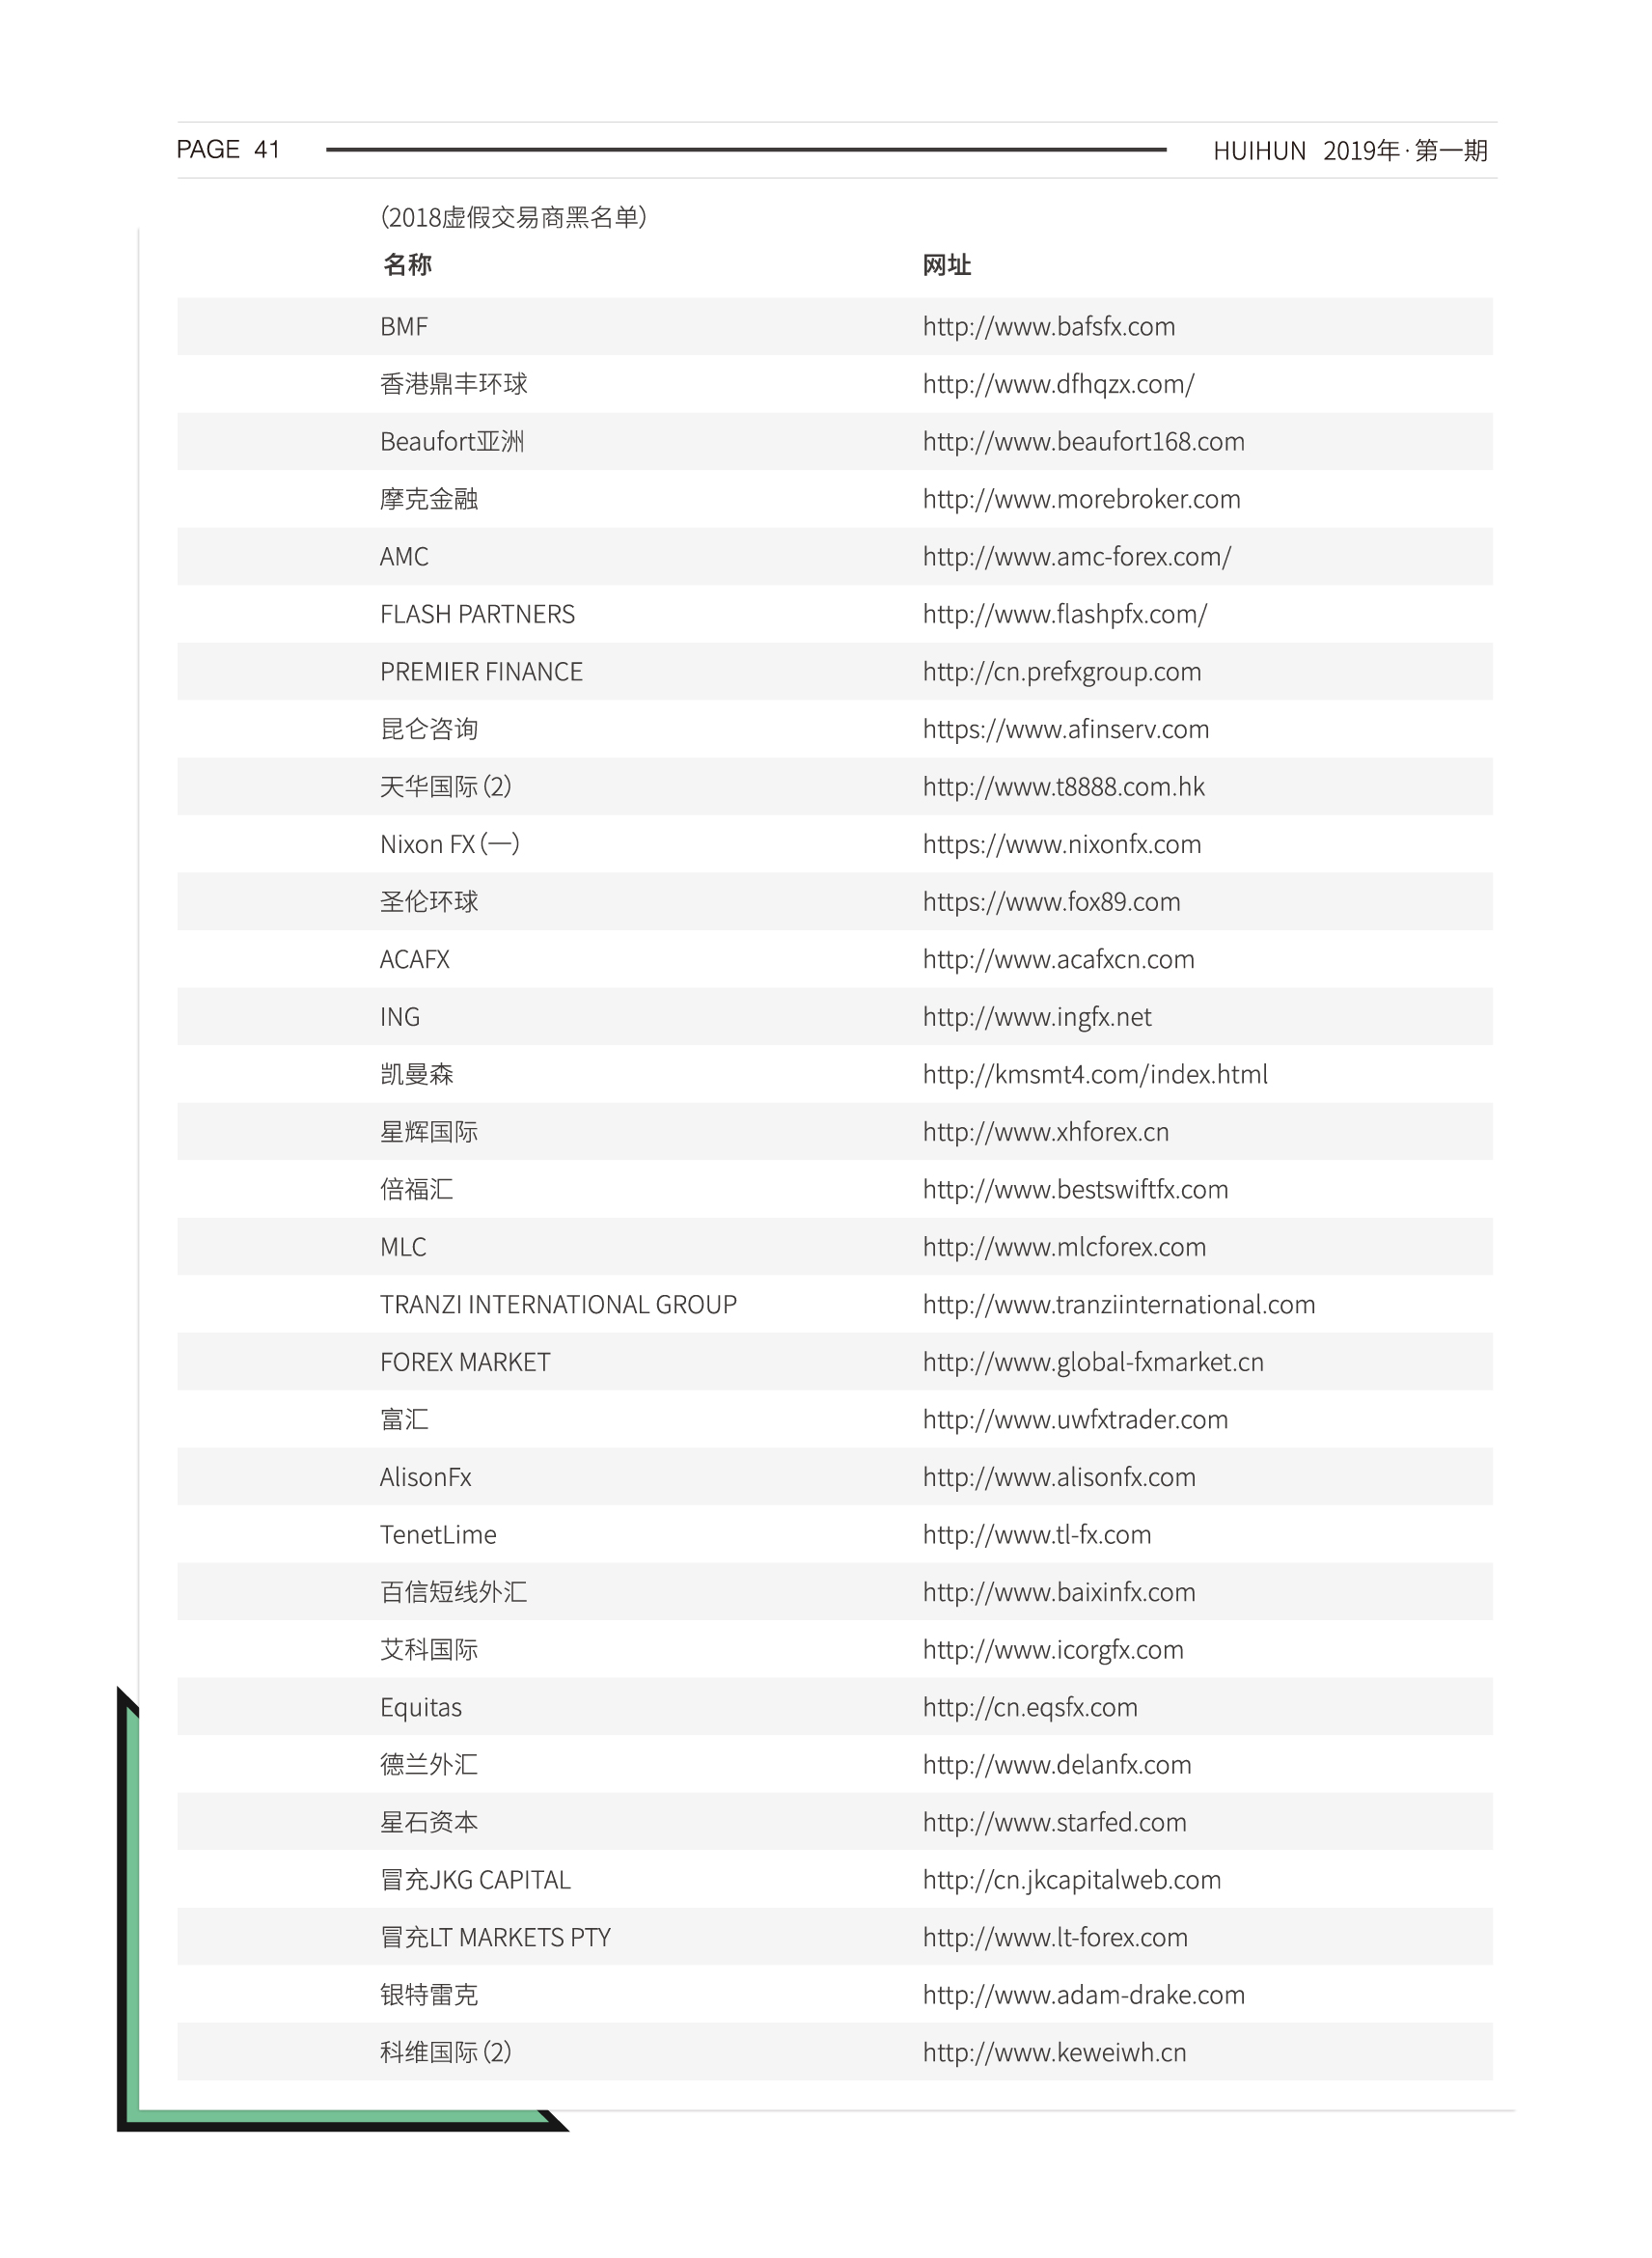 PAGE 41
HUIHUN 2019年·第一期
（2018虚假交易商黑名单）
名称 网址
BMF http://www.bafsfx.com
香港鼎丰环球 http://www.dfhqzx.com/
Beaufort亚洲 http://www.beaufort168.com
摩克金融 http://www.morebroker.com
AMC http://www.amc-forex.com/
FLASH PARTNERS http://www.flashpfx.com/
PREMIER FINANCE http://cn.prefxgroup.com
昆仑咨询 https://www.afinserv.com
天华国际（2） http://www.t8888.com.hk
Nixon FX（一） https://www.nixonfx.com
圣伦环球 https://www.fox89.com
ACAFX http://www.acafxcn.com
ING http://www.ingfx.net
凯曼森 http://kmsmt4.com/index.html
星辉国际 http://www.xhforex.cn
倍福汇 http://www.bestswiftfx.com
MLC http://www.mlcforex.com
TRANZI INTERNATIONAL GROUP http://www.tranziinternational.com
FOREX MARKET http://www.global-fxmarket.cn
富汇 http://www.uwfxtrader.com
AlisonFx http://www.alisonfx.com
TenetLime http://www.tl-fx.com
百信短线外汇 http://www.baixinfx.com
艾科国际 http://www.icorgfx.com
Equitas http://cn.eqsfx.com
德兰外汇 http://www.delanfx.com
星石资本 http://www.starfed.com
冒充JKG CAPITAL http://cn.jkcapitalweb.com
冒充LT MARKETS PTY http://www.lt-forex.com
银特雷克 http://www.adam-drake.com
科维国际（2） http://www.keweiwh.cn